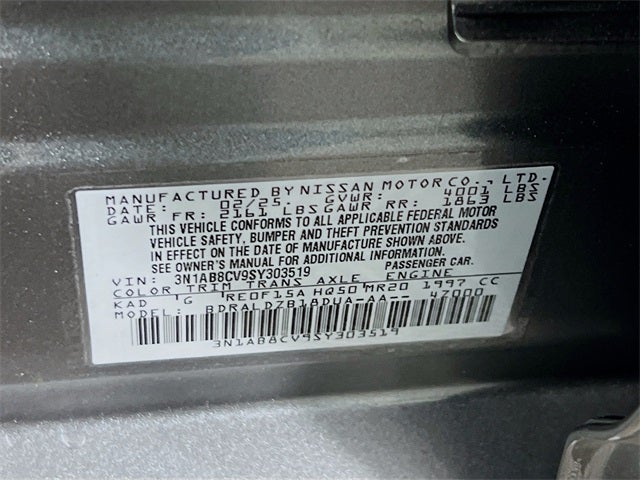 MANUFACTURED BY NISSAN MOTOR CO., LTD.
DATE: 02/25. GVWR: 4001 LBS
GAWR FR: 2161 LBS GAWR RR: 1863 LBS
THIS VEHICLE CONFORMS TO ALL APPLICABLE FEDERAL MOTOR
VEHICLE SAFETY, BUMPER AND THEFT PREVENTION STANDARDS
IN EFFECT ON THE DATE OF MANUFACTURE SHOWN ABOVE.
SEE OWNER'S MANUAL FOR ADDITIONAL INFORMATION.
VIN: 3N1AB8CV9SY303519 PASSENGER CAR.
COLOR TRIM TRANS AXLE ENGINE
KAD G RE0F15A HQ50 MR20 1997 CC
MODEL: BDRALDZB18DUA-AA-- 4Z000
3N1AB8CV9SY303519